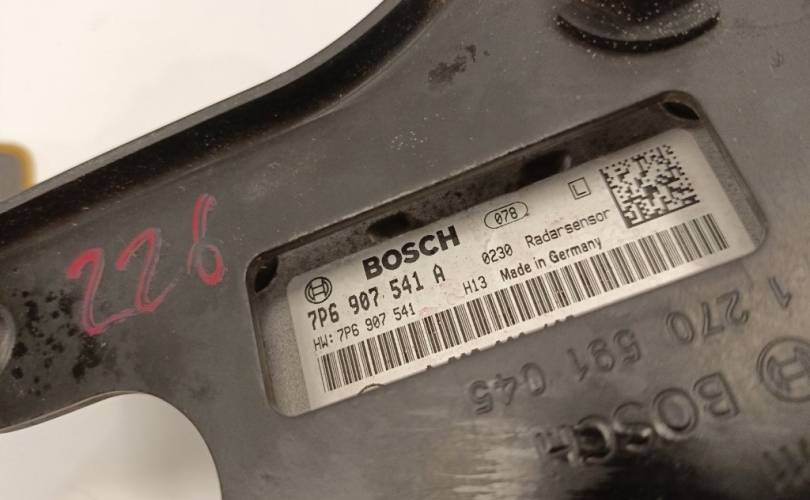 228
BOSCH
078
L
7P6 907 541 A
0230 Radarsensor
HW: 7P6 907 541
H13 Made in Germany
1 270 591 045
BOSCH